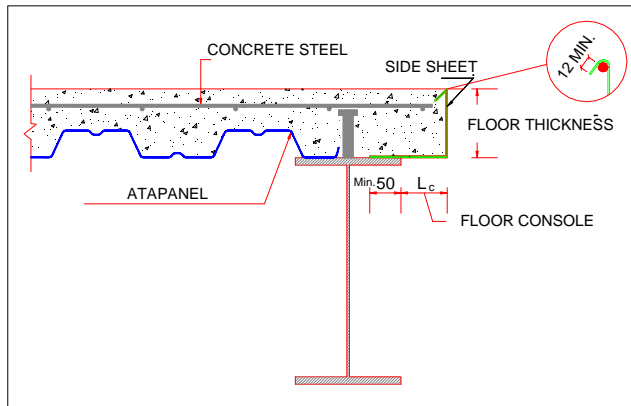 CONCRETE STEEL
SIDE SHEET
12 MIN.
FLOOR THICKNESS
ATAPANEL
Min.50
Lc
FLOOR CONSOLE